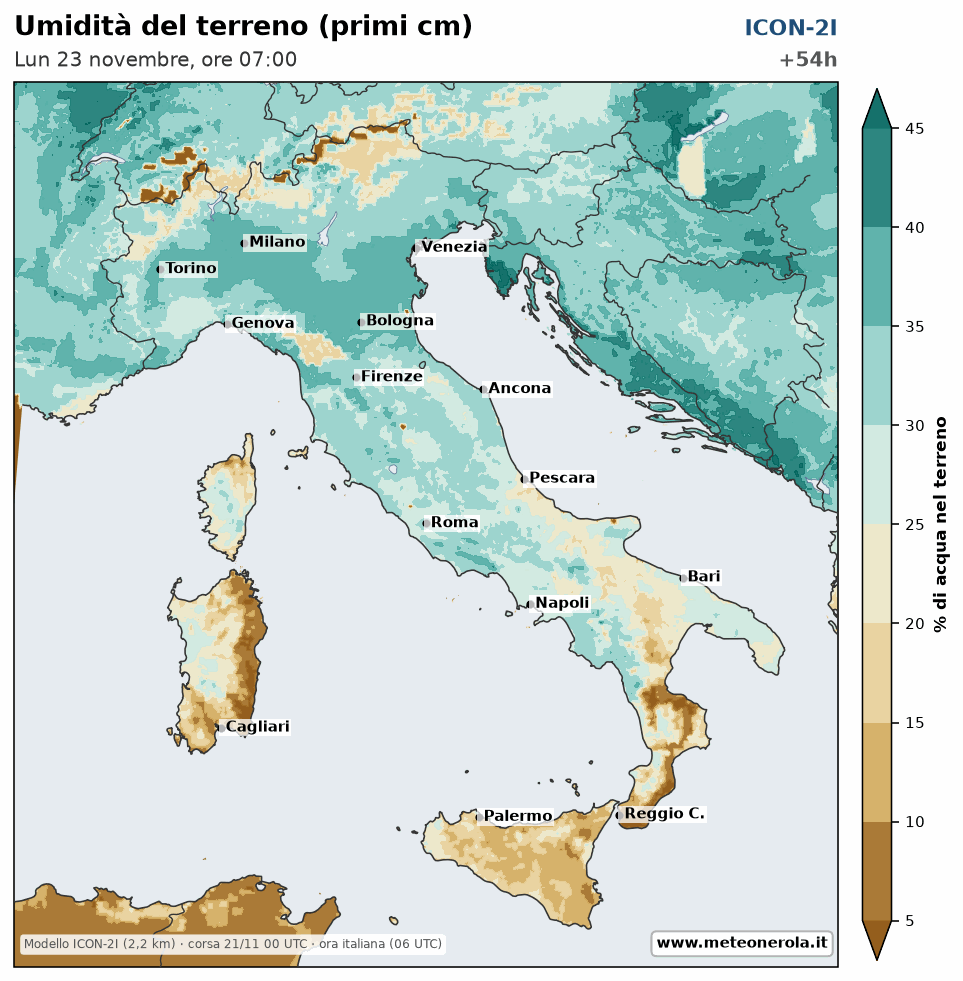 Umidità del terreno (primi cm)
ICON-2I
Lun 23 novembre, ore 07:00
+54h
45
40
35
30
25
20
15
10
5
% di acqua nel terreno
Milano
Venezia
Torino
Genova
Bologna
Firenze
Ancona
Pescara
Roma
Bari
Napoli
Cagliari
Palermo
Reggio C.
Modello ICON-2I (2,2 km) · corsa 21/11 00 UTC · ora italiana (06 UTC)
www.meteonerola.it